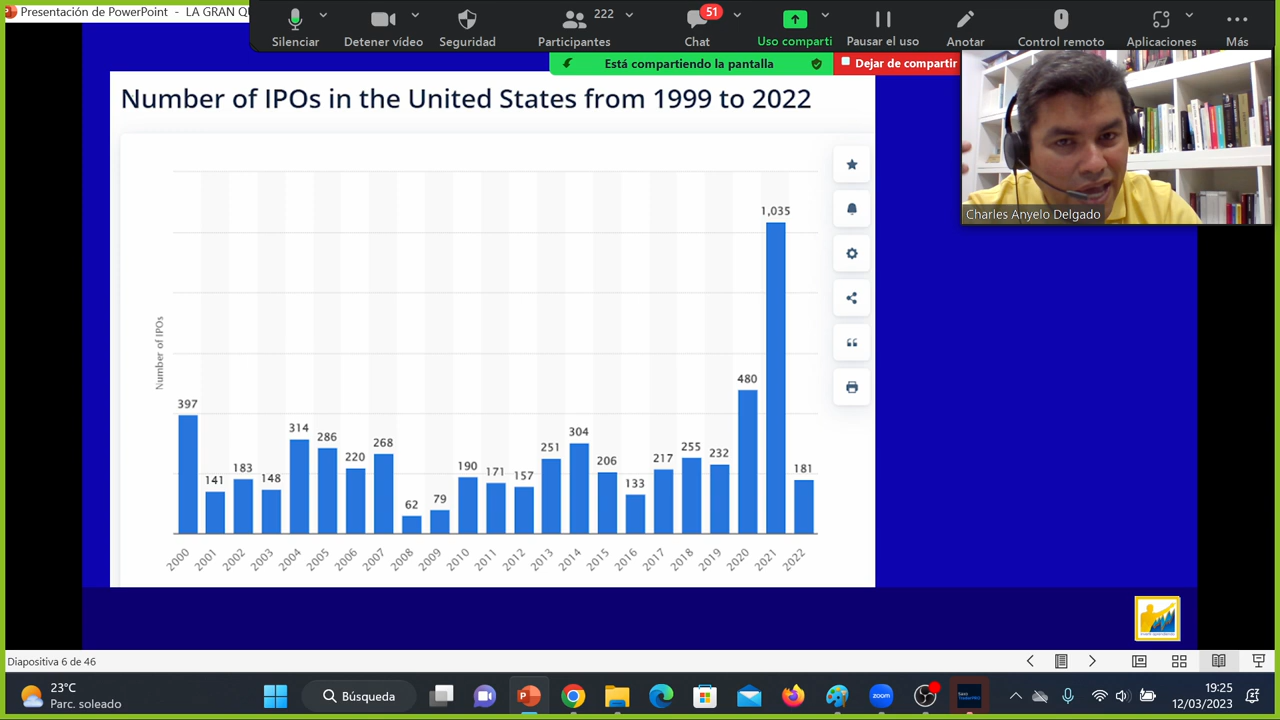 Presentación de PowerPoint - LA GRAN QU
Silenciar
Detener video
Seguridad
222
Participantes
51
Chat
Uso comparti
Pausar el uso
Anotar
Control remoto
Aplicaciones
Más
Está compartiendo la pantalla
Dejar de compartir
Charles Anyelo Delgado
Number of IPOs in the United States from 1999 to 2022
Number of IPOs
397
141
183
148
314
286
220
268
62
79
190
171
157
251
304
206
133
217
255
232
480
1,035
181
2000
2001
2002
2003
2004
2005
2006
2007
2008
2009
2010
2011
2012
2013
2014
2015
2016
2017
2018
2019
2020
2021
2022
Diapositiva 6 de 46
23°C
Parc. soleado
Búsqueda
zoom
19:25
12/03/2023